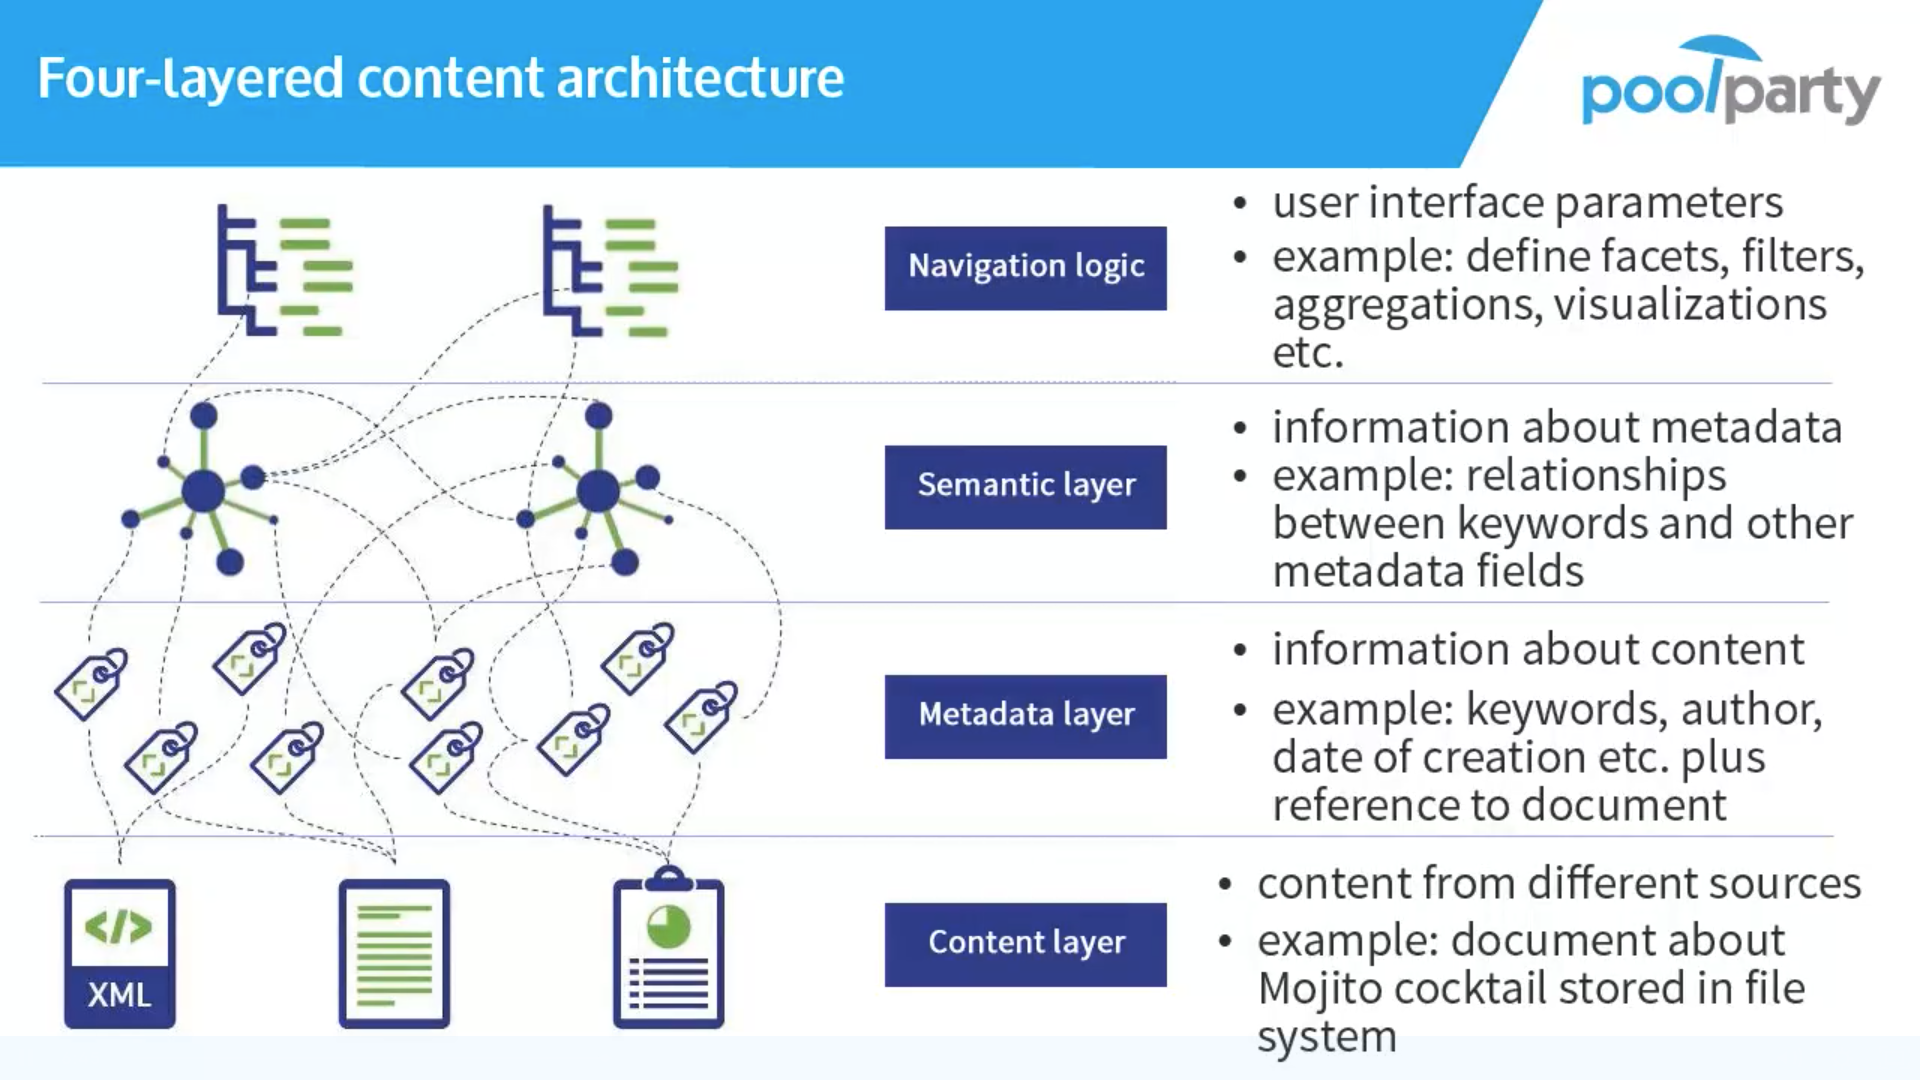 Four-layered content architecture
poolparty
Navigation logic
• user interface parameters
• example: define facets, filters,
aggregations, visualizations
etc.
Semantic layer
• information about metadata
• example: relationships
between keywords and other
metadata fields
Metadata layer
• information about content
• example: keywords, author,
date of creation etc. plus
reference to document
</>
XML
Content layer
• content from different sources
• example: document about
Mojito cocktail stored in file
system